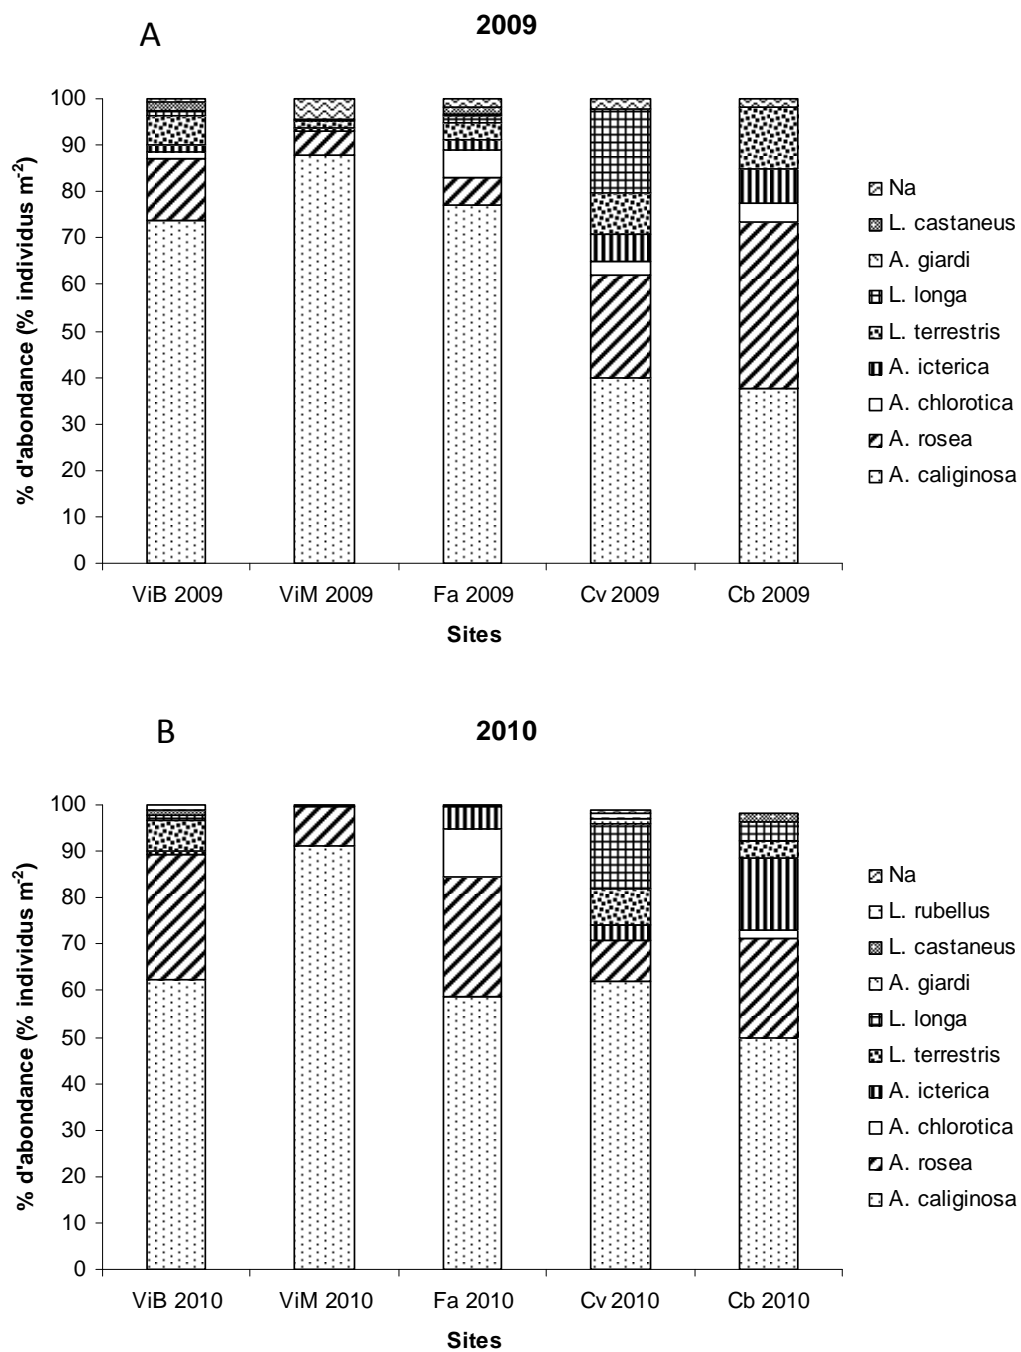 A
2009
% d'abondance (% individus m-2)
100
90
80
70
60
50
40
30
20
10
0
ViB 2009
ViM 2009
Fa 2009
Cv 2009
Cb 2009
Sites
Na
L. castaneus
A. giardi
L. longa
L. terrestris
A. icterica
A. chlorotica
A. rosea
A. caliginosa
B
2010
% d'abondance (% individus m-2)
100
90
80
70
60
50
40
30
20
10
0
ViB 2010
ViM 2010
Fa 2010
Cv 2010
Cb 2010
Sites
Na
L. rubellus
L. castaneus
A. giardi
L. longa
L. terrestris
A. icterica
A. chlorotica
A. rosea
A. caliginosa